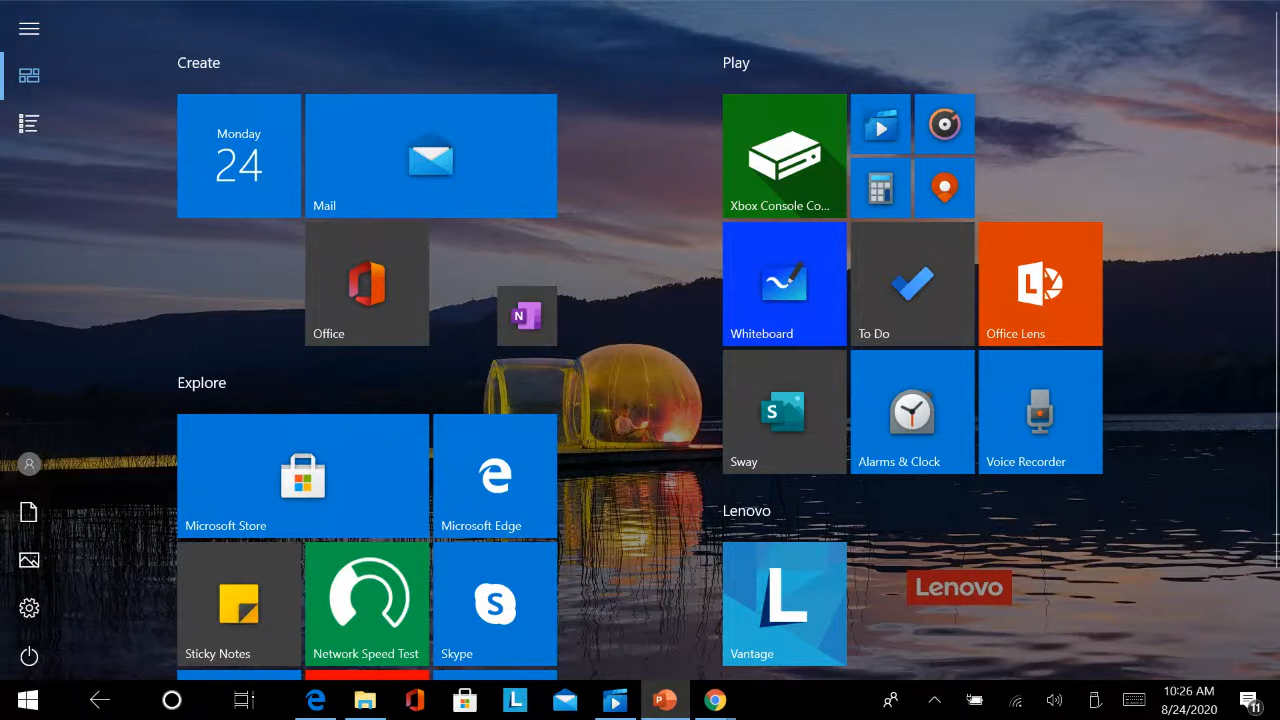 Create
Monday
24
Mail
Office
N
Explore
Microsoft Store
Microsoft Edge
Sticky Notes
Network Speed Test
S
Skype
Play
Xbox Console Co...
Whiteboard
To Do
L
Office Lens
S
Sway
Alarms & Clock
Voice Recorder
Lenovo
L
Vantage
Lenovo
L
P
0:26 AM
8/24/2020
11